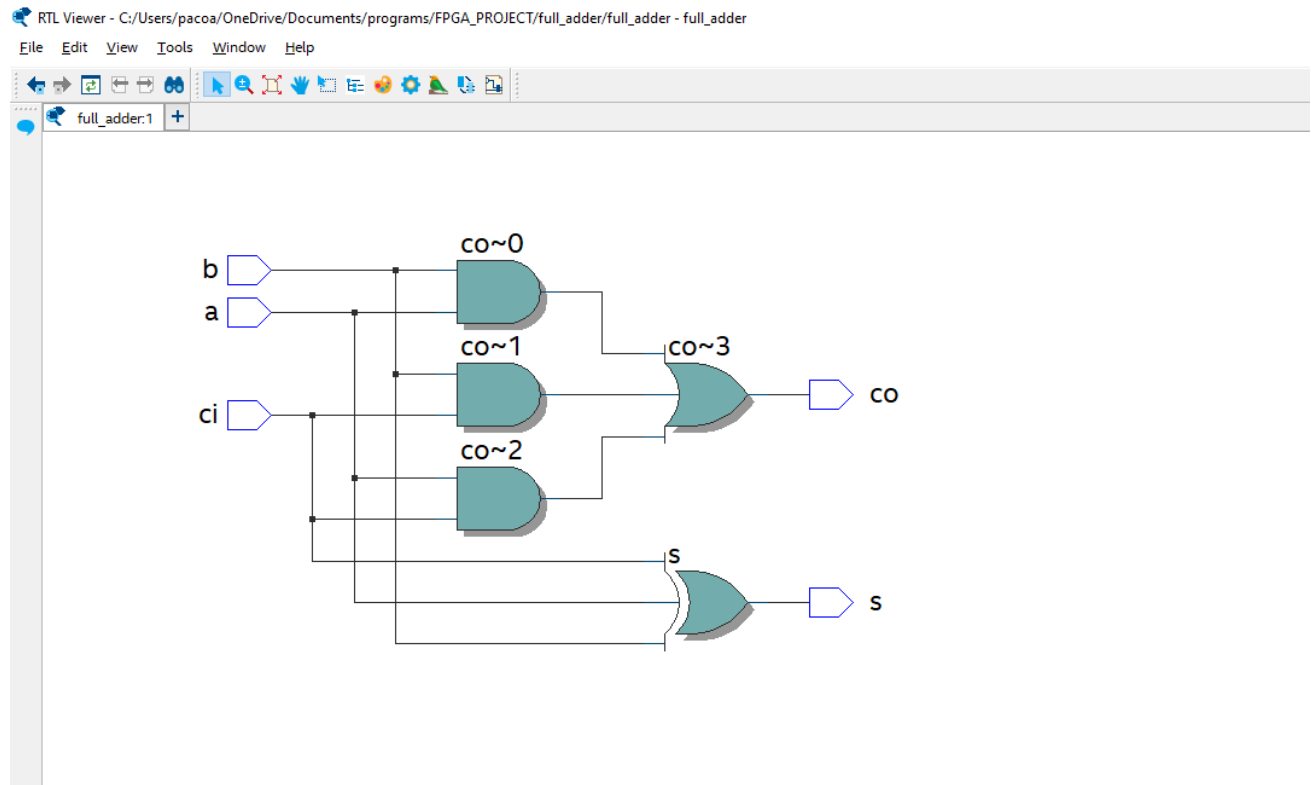 RTL Viewer - C:/Users/pacoa/OneDrive/Documents/programs/FPGA_PROJECT/full_adder/full_adder - full_adder
File Edit View Tools Window Help
full_adder:1 +
co~0
b
a
co~1
co~3
co
ci
co~2
s
s